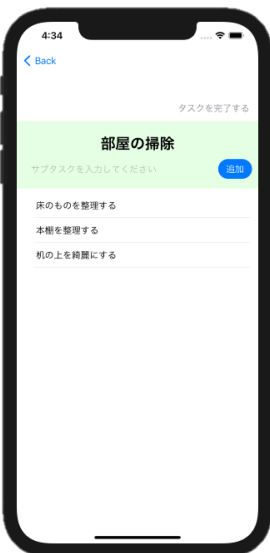 4:34
Back
タスクを完了する
部屋の掃除
サブタスクを入力してください
追加
床のものを整理する
本棚を整理する
机の上を綺麗にする